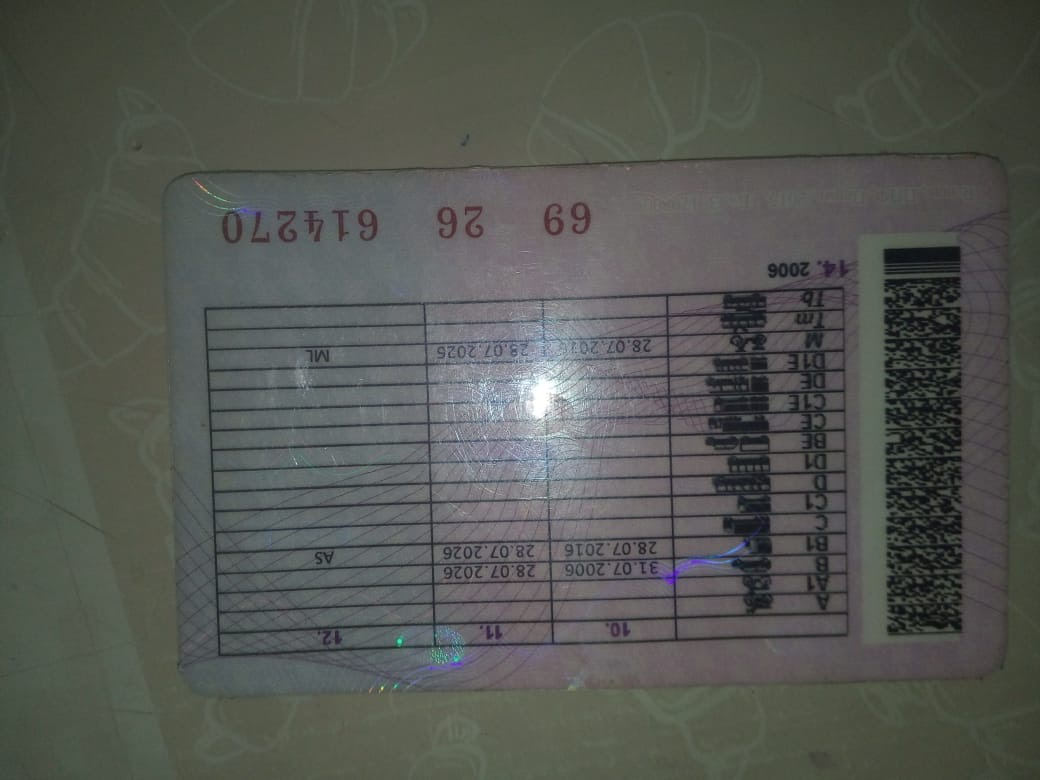 10. 11. 12.
A
A1
B 31.07.2006 28.07.2026
B1 28.07.2016 28.07.2026 AS
C
C1
D
D1
BE
CE
C1E
DE
D1E
M 28.07.2016 28.07.2026 ML
Tm
Tb
14. 2006
69 26 614270